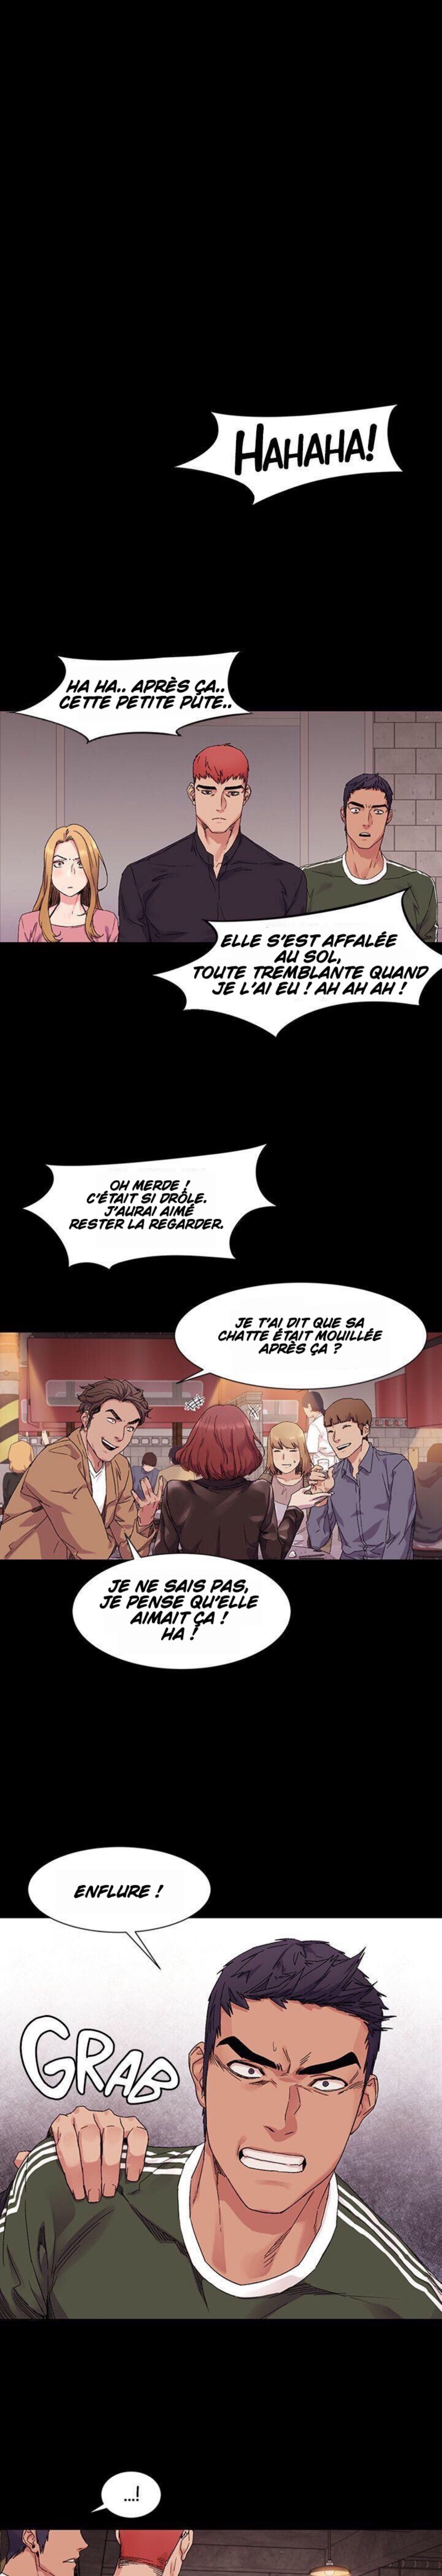 HAHAHA!
HA HA.. APRÈS ÇA..
CETTE PETITE PUTE..
ELLE S'EST AFFALÉE
AU SOL,
TOUTE TREMBLANTE QUAND
JE L'AI EU ! AH AH AH !
OH MERDE !
C'ÉTAIT SI DRÔLE.
J'AURAI AIMÉ
RESTER LA REGARDER.
JE T'AI DIT QUE SA
CHATTE ÉTAIT MOUILLÉE
APRÈS ÇA ?
JE NE SAIS PAS,
JE PENSE QU'ELLE
AIMAIT ÇA !
HA !
ENFLURE !
GRAB
...!